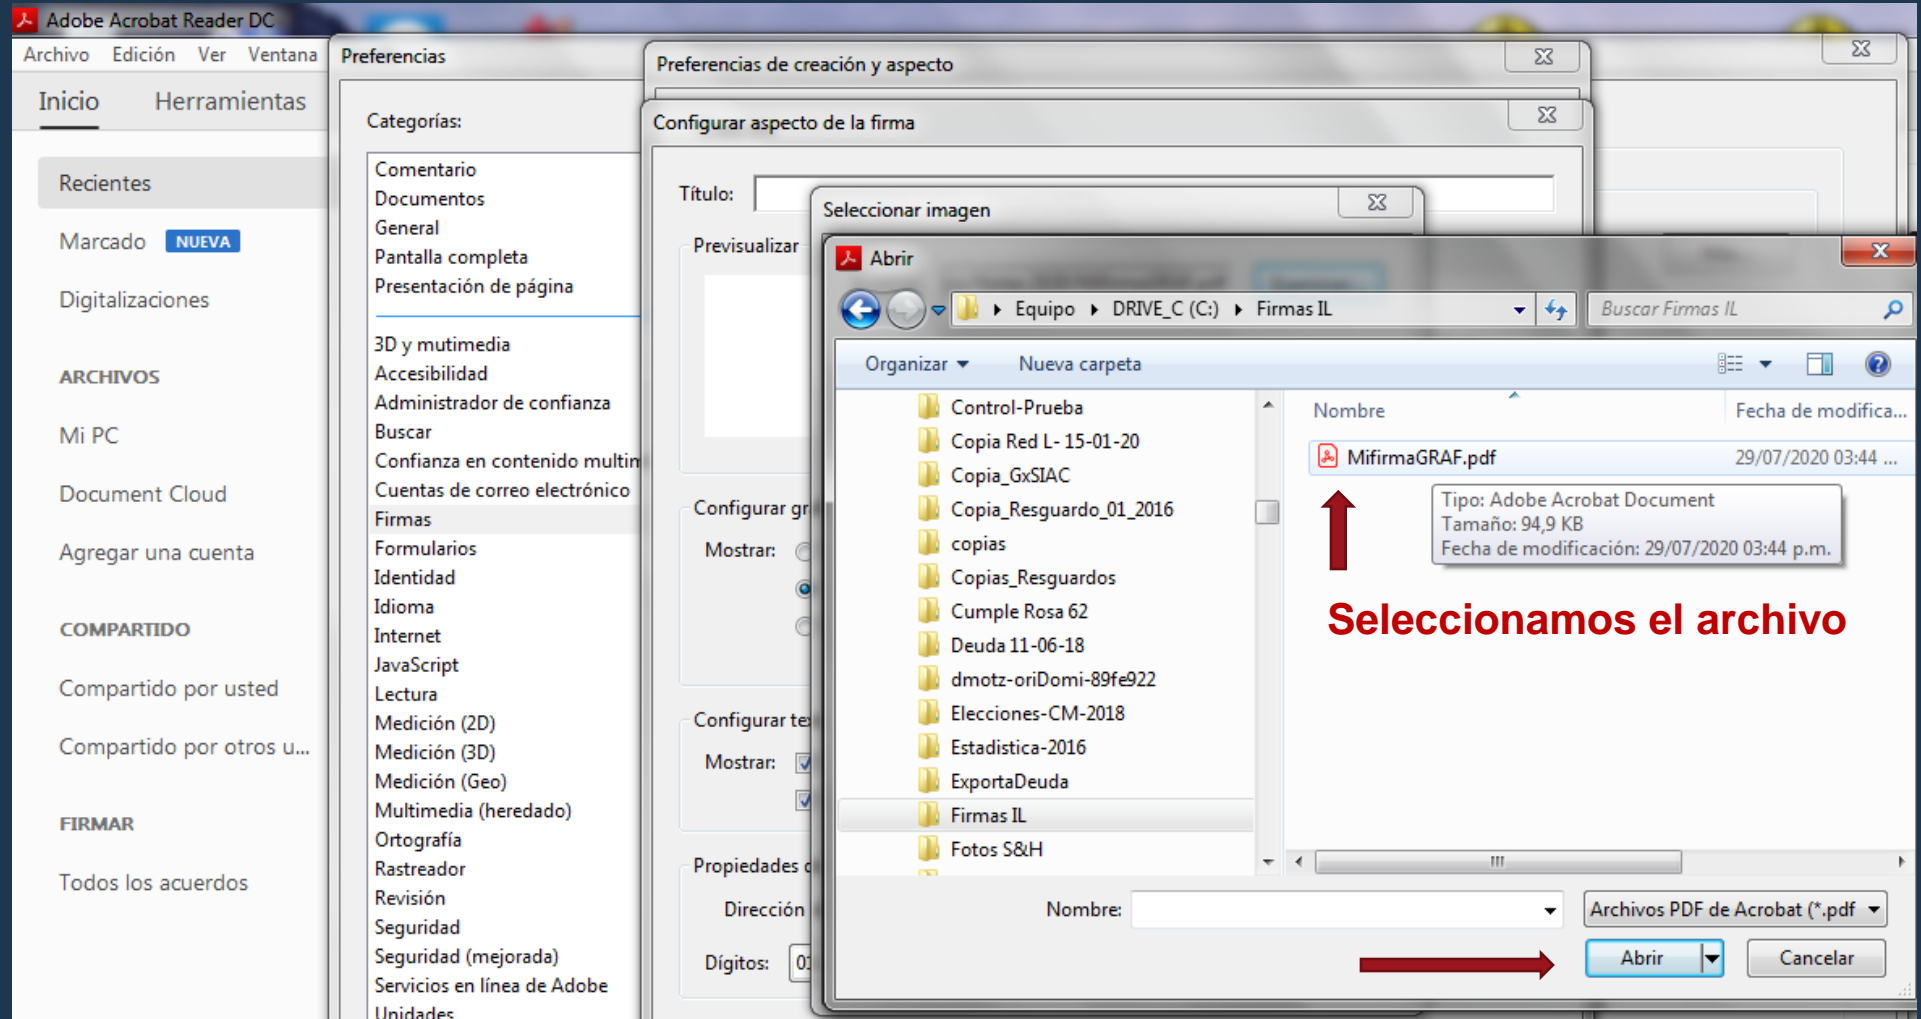 Adobe Acrobat Reader DC
Archivo Edición Ver Ventana
Inicio Herramientas
Recientes
Marcado NUEVA
Digitalizaciones
ARCHIVOS
Mi PC
Document Cloud
Agregar una cuenta
COMPARTIDO
Compartido por usted
Compartido por otros u...
FIRMAR
Todos los acuerdos
Preferencias
Categorías:
Comentario
Documentos
General
Pantalla completa
Presentación de página
3D y mutimedia
Accesibilidad
Administrador de confianza
Buscar
Confianza en contenido multim
Cuentas de correo electrónico
Firmas
Formularios
Identidad
Idioma
Internet
JavaScript
Lectura
Medición (2D)
Medición (3D)
Medición (Geo)
Multimedia (heredado)
Ortografía
Rastreador
Revisión
Seguridad
Seguridad (mejorada)
Servicios en línea de Adobe
Unidades
Preferencias de creación y aspecto
Configurar aspecto de la firma
Título:
Previsualizar
Configurar gr
Mostrar:
Configurar te
Mostrar:
Propiedades
Dirección
Dígitos: 01
Seleccionar imagen
Abrir
Equipo DRIVE_C (C:) Firmas IL
Buscar Firmas IL
Organizar Nueva carpeta
Control-Prueba
Copia Red L- 15-01-20
Copia_GxSIAC
Copia_Resguardo_01_2016
copias
Copias_Resguardos
Cumple Rosa 62
Deuda 11-06-18
dmotz-oriDomi-89fe922
Elecciones-CM-2018
Estadistica-2016
ExportaDeuda
Firmas IL
Fotos S&H
Nombre Fecha de modifica...
MifirmaGRAF.pdf 29/07/2020 03:44 ...
Tipo: Adobe Acrobat Document
Tamaño: 94,9 KB
Fecha de modificación: 29/07/2020 03:44 p.m.
Seleccionamos el archivo
Nombre:
Archivos PDF de Acrobat (*.pdf
Abrir Cancelar